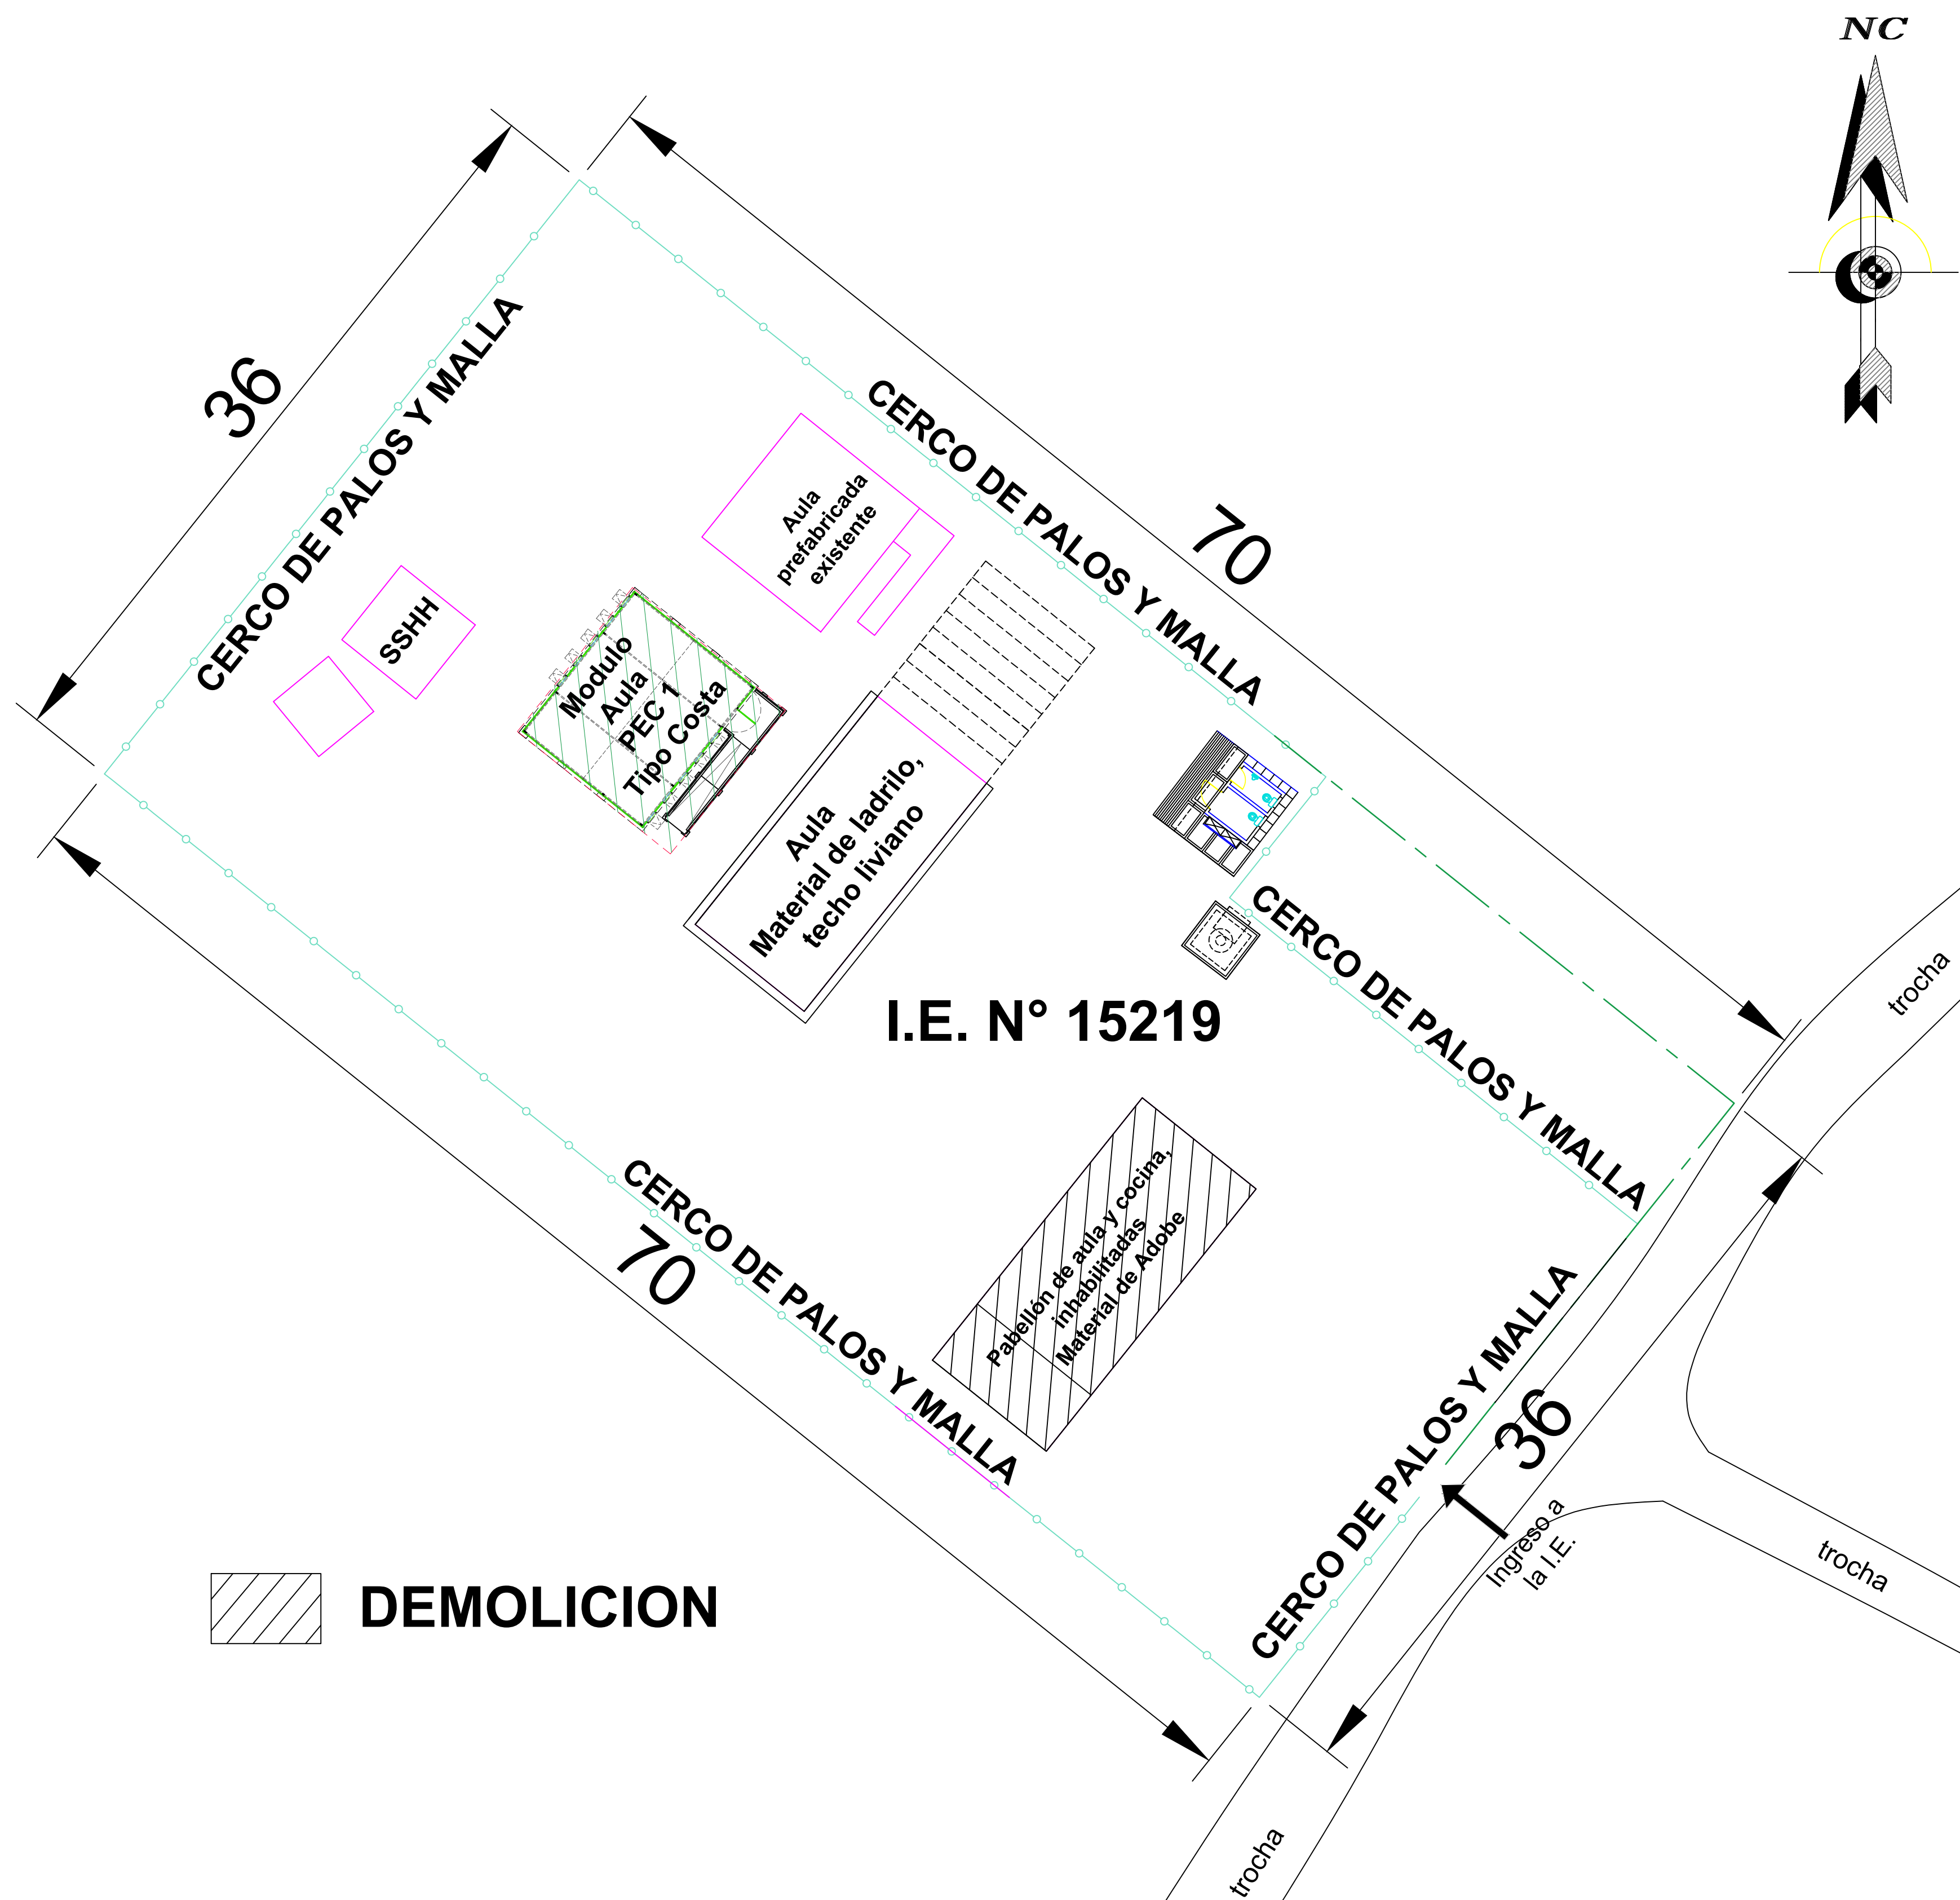 NC
36
CERCO DE PALOS Y MALLA
70
CERCO DE PALOS Y MALLA
Aula
prefabricada
existente
SSHH
Modulo
Aula
PEC 1
Tipo Costa
Aula
Material de ladrilo,
techo liviano
CERCO DE PALOS Y MALLA
trocha
I.E. N° 15219
Pabellón de aula y cocina,
inhabilitadas
Material de Adobe
CERCO DE PALOS Y MALLA
70
CERCO DE PALOS Y MALLA
36
Ingreso a
la I.E.
trocha
DEMOLICION
trocha